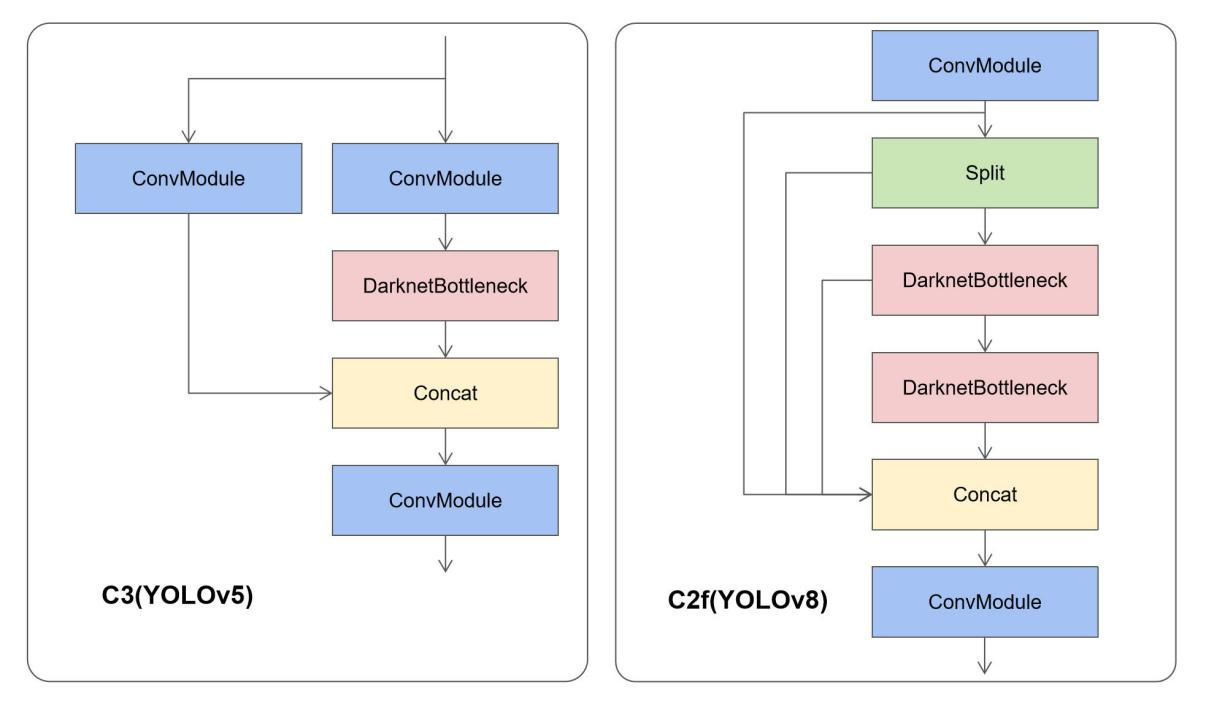 ConvModule
ConvModule
DarknetBottleneck
Concat
ConvModule
C3(YOLOv5)
ConvModule
Split
DarknetBottleneck
DarknetBottleneck
Concat
ConvModule
C2f(YOLOv8)